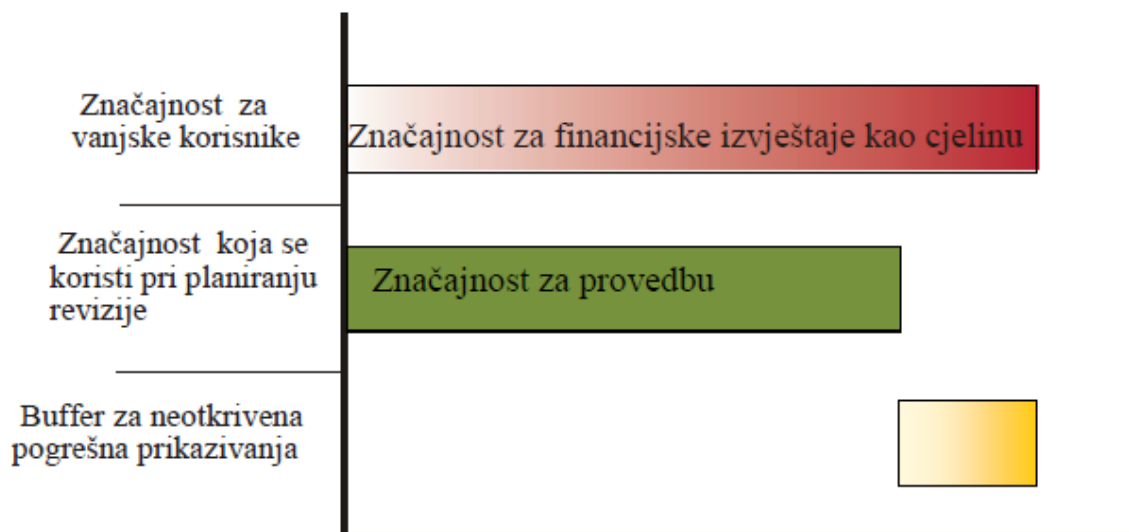 Značajnost za
vanjske korisnike
Značajnost za financijske izvještaje kao cjelinu
Značajnost koja se
koristi pri planiranju
revizije
Značajnost za provedbu
Buffer za neotkrivena
pogrešna prikazivanja